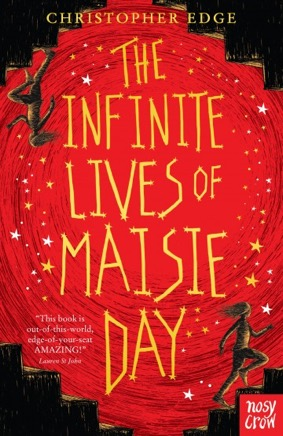 CHRISTOPHER EDGE
THE
INFINITE
LIVES OF
MAISIE
DAY
"This book is
out-of-this-world,
edge-of-your-seat
AMAZING!"
Lauren St John
nosy
crow